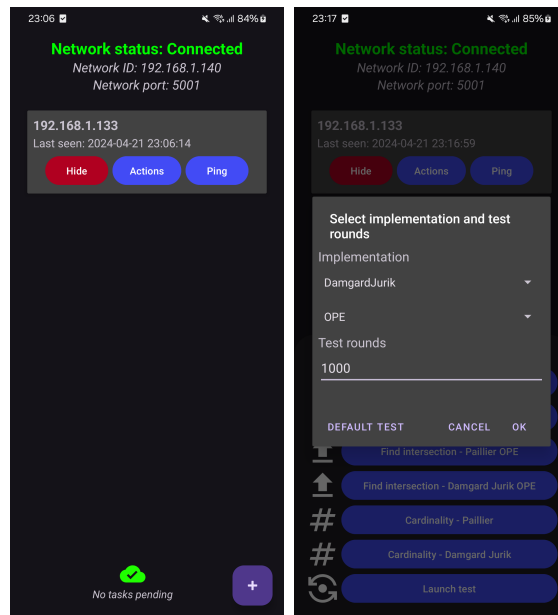 23:06
84%
Network status: Connected
Network ID: 192.168.1.140
Network port: 5001
192.168.1.133
Last seen: 2024-04-21 23:06:14
Hide
Actions
Ping
No tasks pending
+
23:17
85%
Network status: Connected
Network ID: 192.168.1.140
Network port: 5001
192.168.1.133
Last seen: 2024-04-21 23:16:59
Hide
Actions
Ping
Select implementation and test
rounds
Implementation
DamgardJurik
OPE
Test rounds
1000
DEFAULT TEST
CANCEL
OK
Find intersection - Paillier OPE
Find intersection - Damgard Jurik OPE
# Cardinality - Paillier
# Cardinality - Damgard Jurik
Launch test